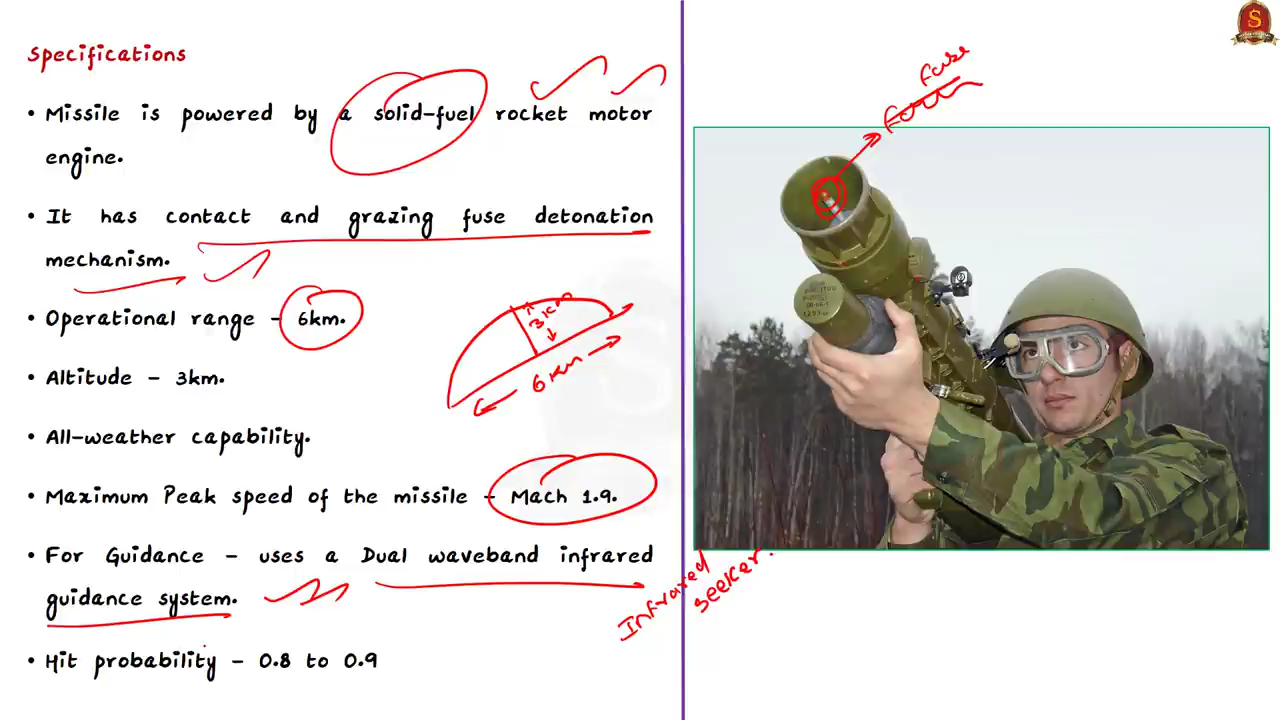 Specifications
• Missile is powered by a solid-fuel rocket motor
engine.
• It has contact and grazing fuse detonation
mechanism.
• Operational range - 6km.
• Altitude - 3km.
• All-weather capability.
• Maximum Peak speed of the missile - Mach 1.9.
• For Guidance - uses a Dual waveband infrared
guidance system.
• Hit probability - 0.8 to 0.9
3km
6km
fuse
Infrared
seeker.
S